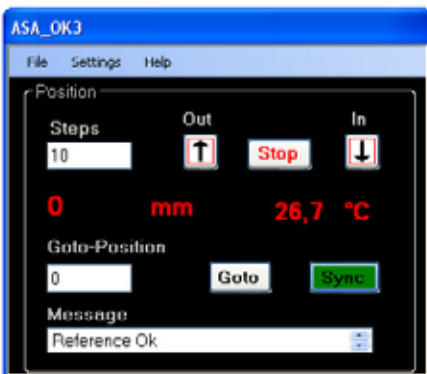 ASA_OK3
File Settings Help
Position
Steps Out In
10 Stop
0 mm 26,7 °C
Goto-Position
0 Goto Sync
Message
Reference Ok